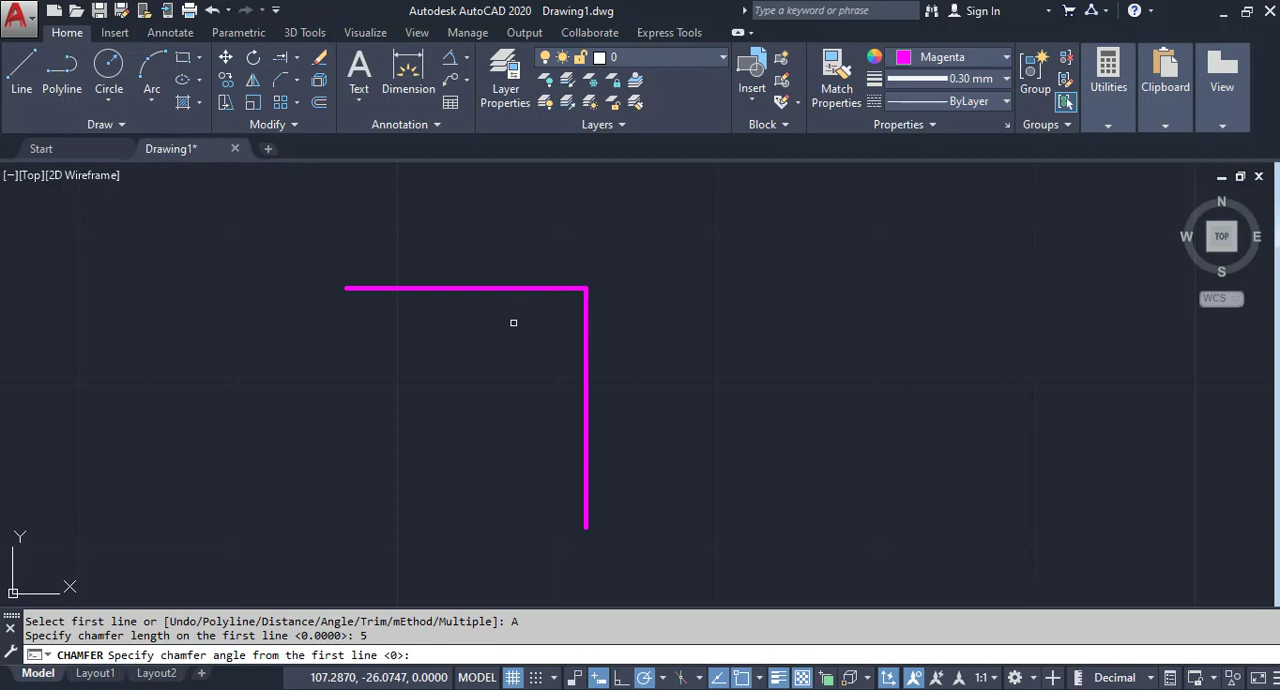 Autodesk AutoCAD 2020 Drawing1.dwg
Type a keyword or phrase
Sign In
Home Insert Annotate Parametric 3D Tools Visualize View Manage Output Collaborate Express Tools
Line Polyline Circle Arc
Draw
Modify
Text Dimension
Annotation
Layer Properties
0
Layers
Insert
Block
Match Properties
Magenta
0.30 mm
ByLayer
Properties
Group
Groups
Utilities
Clipboard
View
Start Drawing1*
[−][Top][2D Wireframe]
N
W TOP E
S
WCS
Y
X
Select first line or [Undo/Polyline/Distance/Angle/Trim/mEthod/Multiple]: A
Specify chamfer length on the first line <0.0000>: 5
CHAMFER Specify chamfer angle from the first line <0>:
Model Layout1 Layout2 107.2870, -26.0747, 0.0000 MODEL 1:1 Decimal